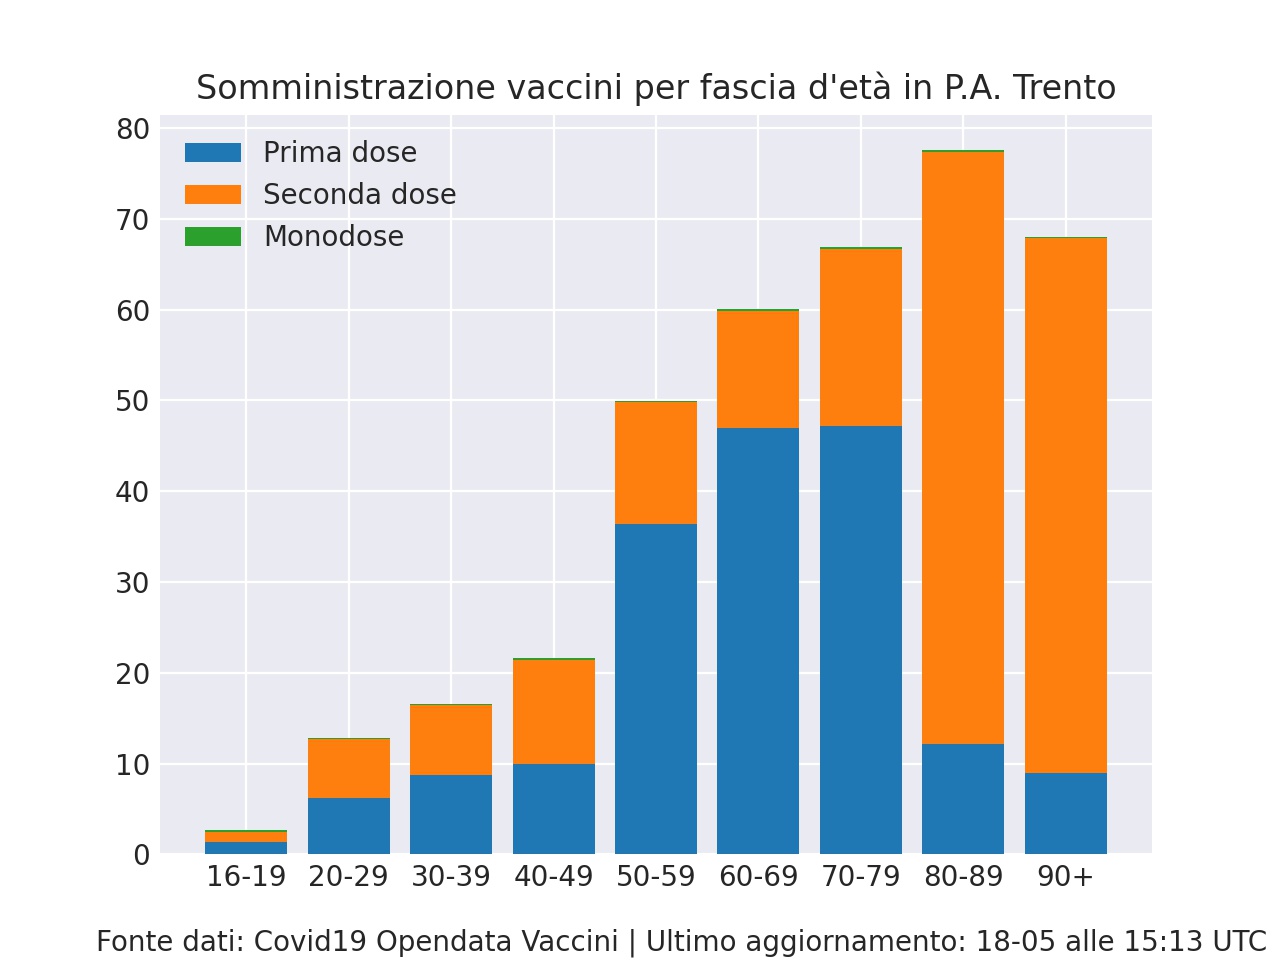 Somministrazione vaccini per fascia d'età in P.A. Trento
80
70
60
50
40
30
20
10
0
Prima dose
Seconda dose
Monodose
16-19 20-29 30-39 40-49 50-59 60-69 70-79 80-89 90+
Fonte dati: Covid19 Opendata Vaccini | Ultimo aggiornamento: 18-05 alle 15:13 UTC